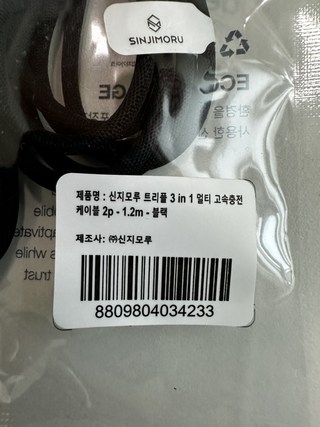 SINJIMORU
제품명 : 신지모루 트리플 3 in 1 멀티 고속충전
케이블 2p - 1.2m - 블랙
제조사: ㈜신지모루
8809804034233